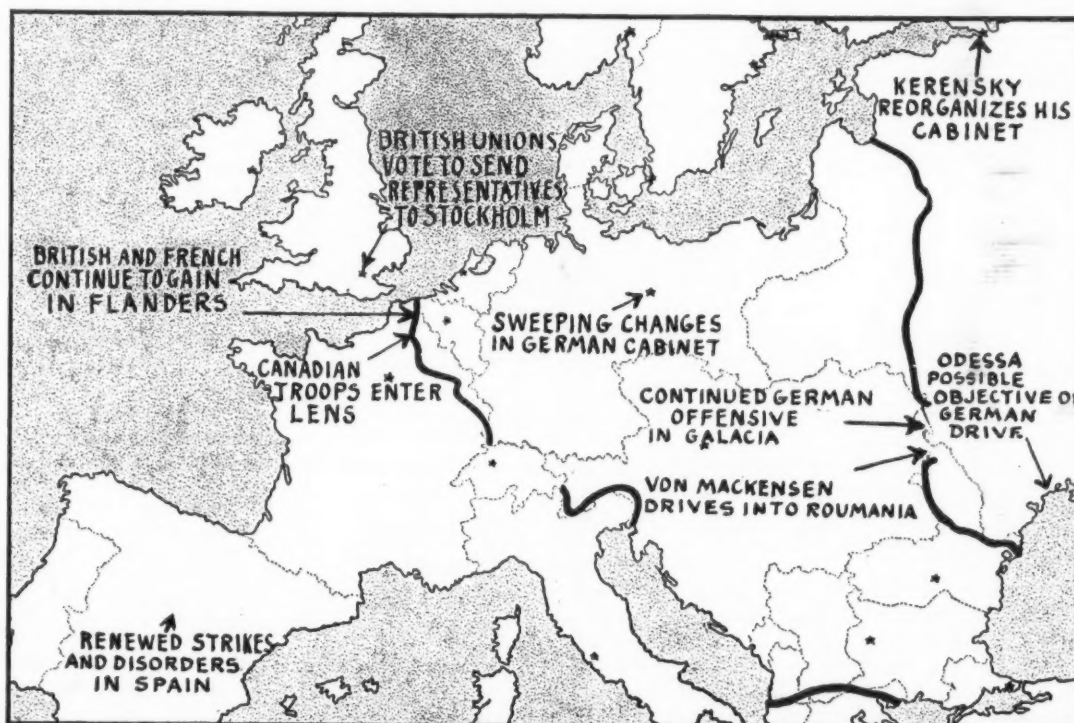 KERENSKY
REORGANIZES HIS
CABINET
BRITISH UNIONS
VOTE TO SEND
REPRESENTATIVES
TO STOCKHOLM
BRITISH AND FRENCH
CONTINUE TO GAIN
IN FLANDERS
SWEEPING CHANGES
IN GERMAN CABINET
CANADIAN
TROOPS ENTER
LENS
CONTINUED GERMAN
OFFENSIVE
IN GALACIA
ODESSA
POSSIBLE
OBJECTIVE OF
GERMAN
DRIVE
VON MACKENSEN
DRIVES INTO ROUMANIA
RENEWED STRIKES
AND DISORDERS
IN SPAIN